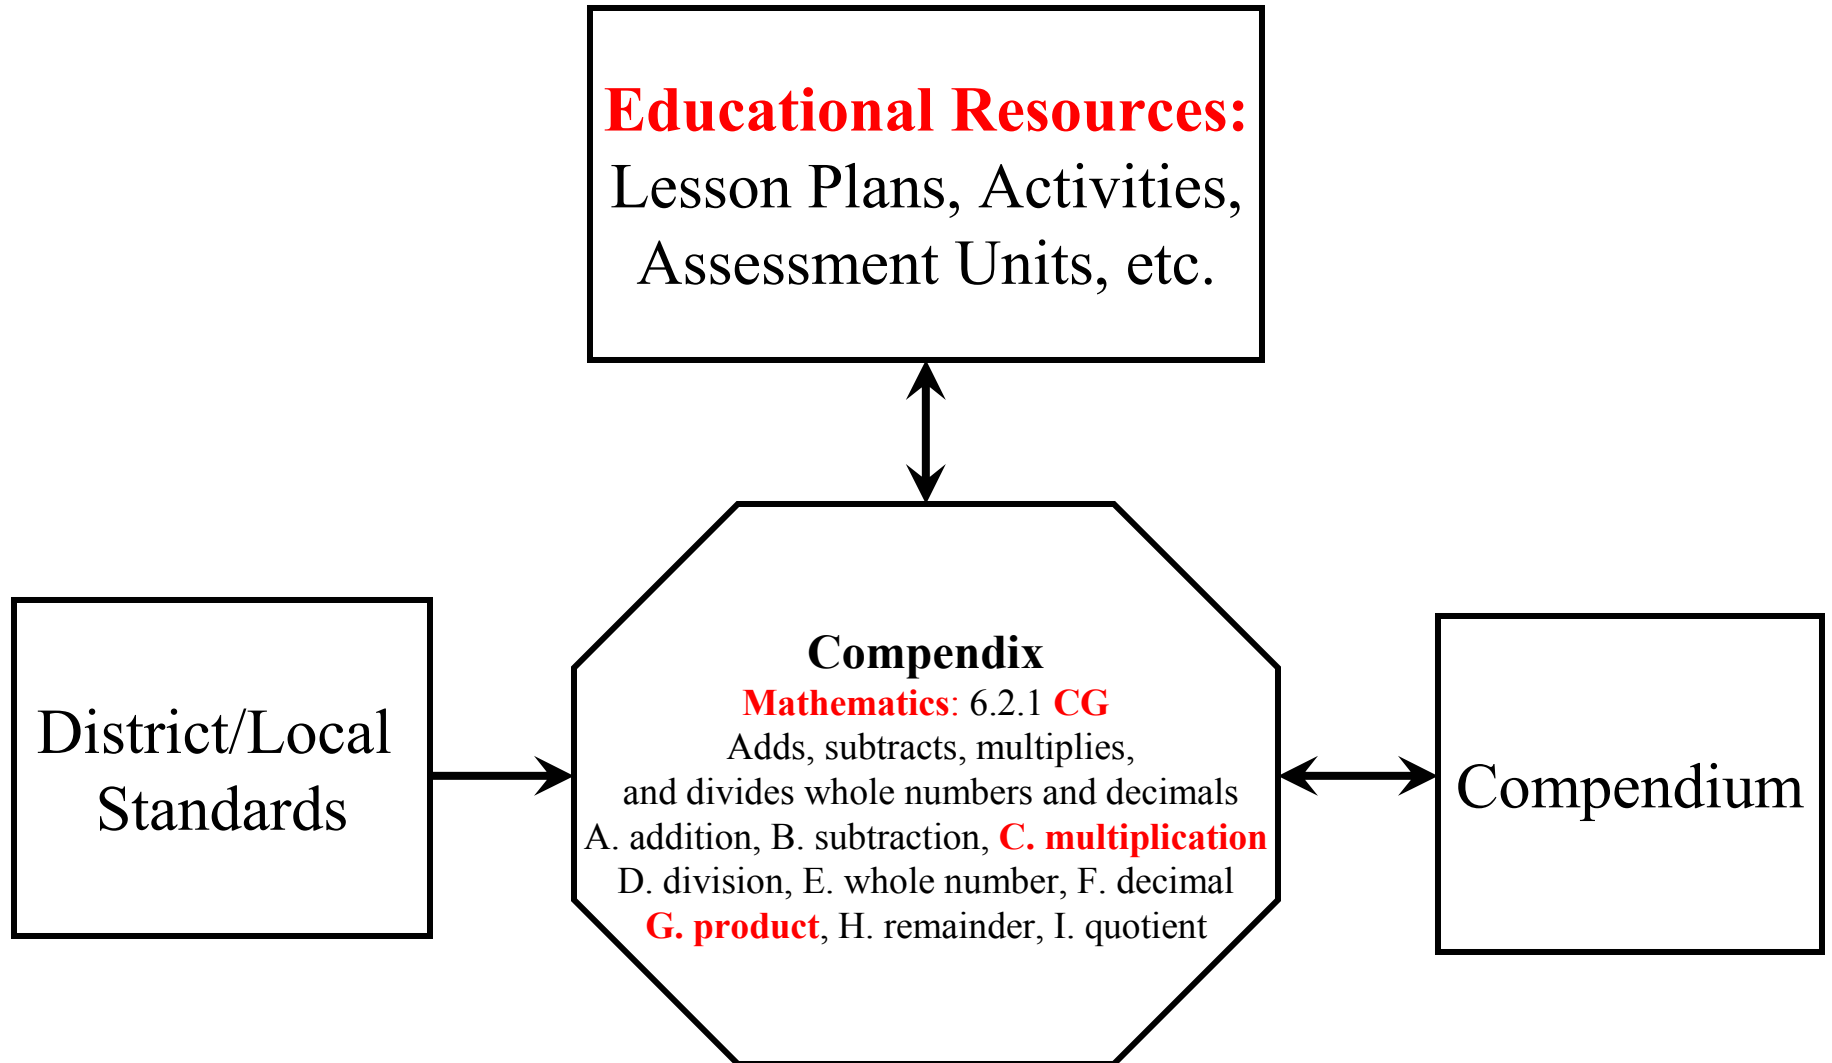 Educational Resources:
Lesson Plans, Activities,
Assessment Units, etc.
District/Local
Standards
Compendix
Mathematics: 6.2.1 CG
Adds, subtracts, multiplies,
and divides whole numbers and decimals
A. addition, B. subtraction, C. multiplication
D. division, E. whole number, F. decimal
G. product, H. remainder, I. quotient
Compendium